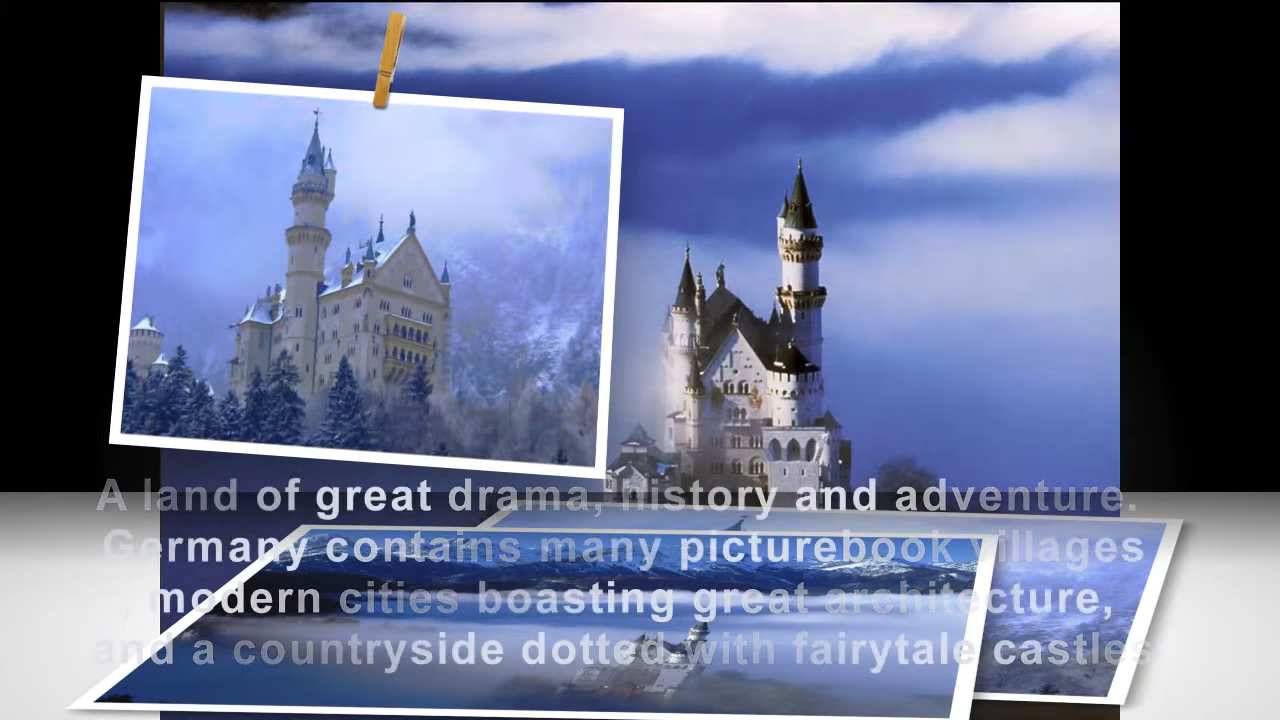 A land of great drama, history and adventure.
Germany contains many picturebook villages
, modern cities boasting great architecture,
and a countryside dotted with fairytale castles